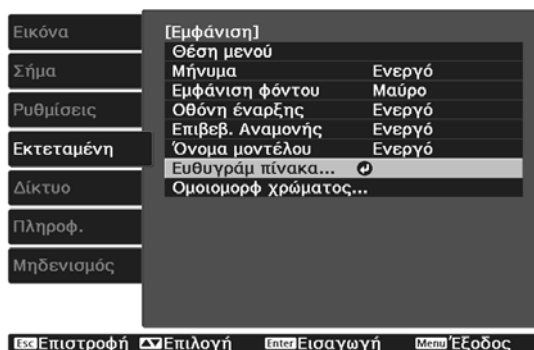 Εικόνα
Σήμα
Ρυθμίσεις
Εκτεταμένη
Δίκτυο
Πληροφ.
Μηδενισμός
[Εμφάνιση]
Θέση μενού
Μήνυμα Ενεργό
Εμφάνιση φόντου Μαύρο
Οθόνη έναρξης Ενεργό
Επιβεβ. Αναμονής Ενεργό
Όνομα μοντέλου Ενεργό
Ευθυγράμ πίνακα...
Ομοιομορφ χρώματος...
Esc Επιστροφή Επιλογή Enter Εισαγωγή Menu Έξοδος